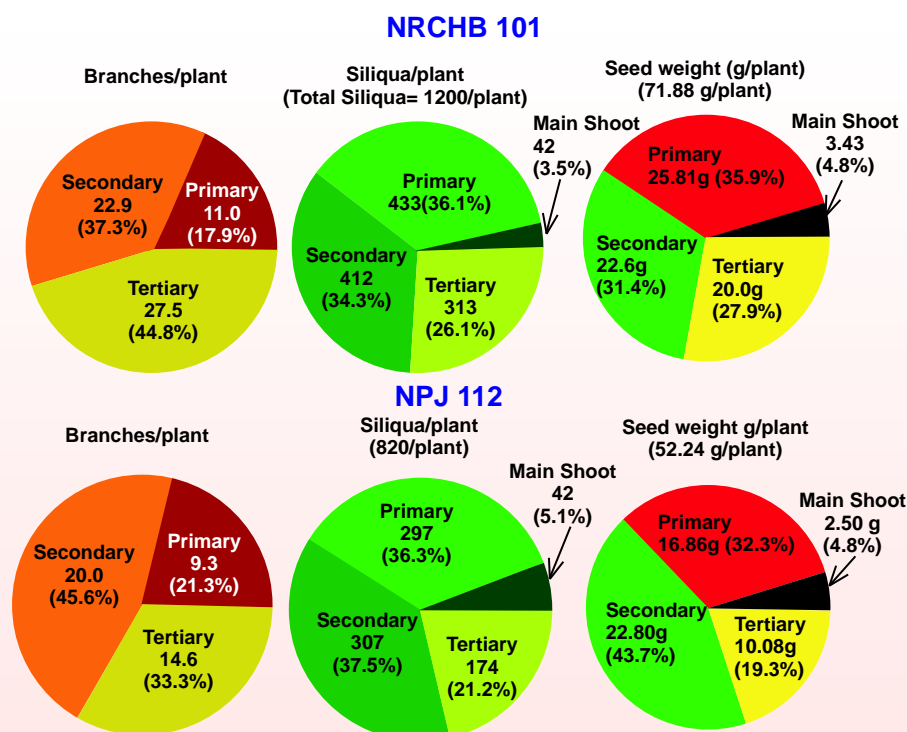 NRCHB 101
Branches/plant
Secondary
22.9
(37.3%)
Primary
11.0
(17.9%)
Tertiary
27.5
(44.8%)
Siliqua/plant
(Total Siliqua= 1200/plant)
Main Shoot
42
(3.5%)
Primary
433(36.1%)
Secondary
412
(34.3%)
Tertiary
313
(26.1%)
Seed weight (g/plant)
(71.88 g/plant)
Main Shoot
3.43
(4.8%)
Primary
25.81g (35.9%)
Secondary
22.6g
(31.4%)
Tertiary
20.0g
(27.9%)
NPJ 112
Branches/plant
Secondary
20.0
(45.6%)
Primary
9.3
(21.3%)
Tertiary
14.6
(33.3%)
Siliqua/plant
(820/plant)
Main Shoot
42
(5.1%)
Primary
297
(36.3%)
Secondary
307
(37.5%)
Tertiary
174
(21.2%)
Seed weight g/plant
(52.24 g/plant)
Main Shoot
2.50 g
(4.8%)
Primary
16.86g (32.3%)
Secondary
22.80g
(43.7%)
Tertiary
10.08g
(19.3%)